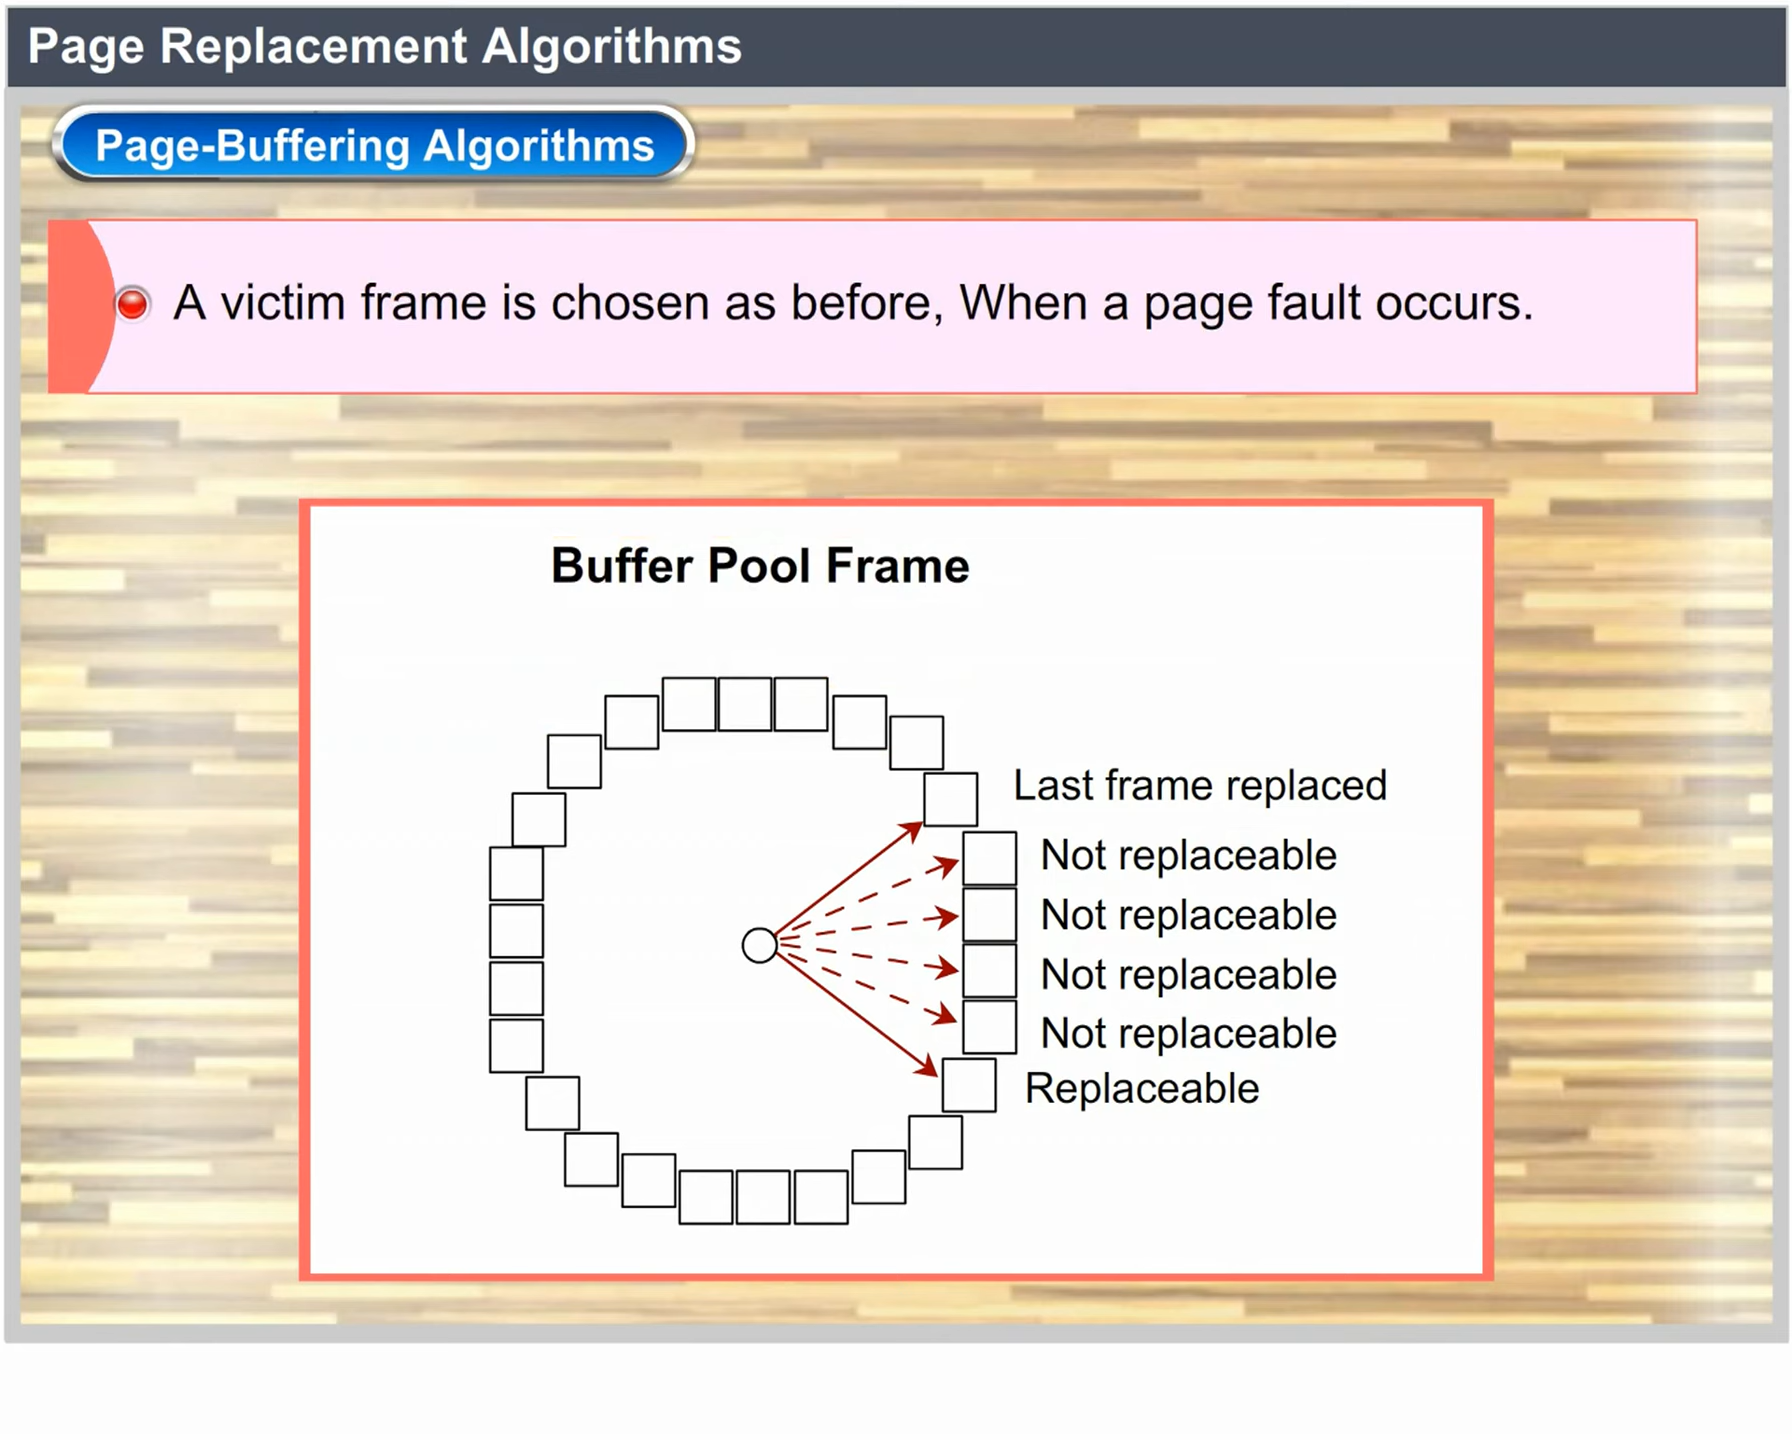 Page Replacement Algorithms
Page-Buffering Algorithms
A victim frame is chosen as before, When a page fault occurs.
Buffer Pool Frame
Last frame replaced
Not replaceable
Not replaceable
Not replaceable
Not replaceable
Replaceable